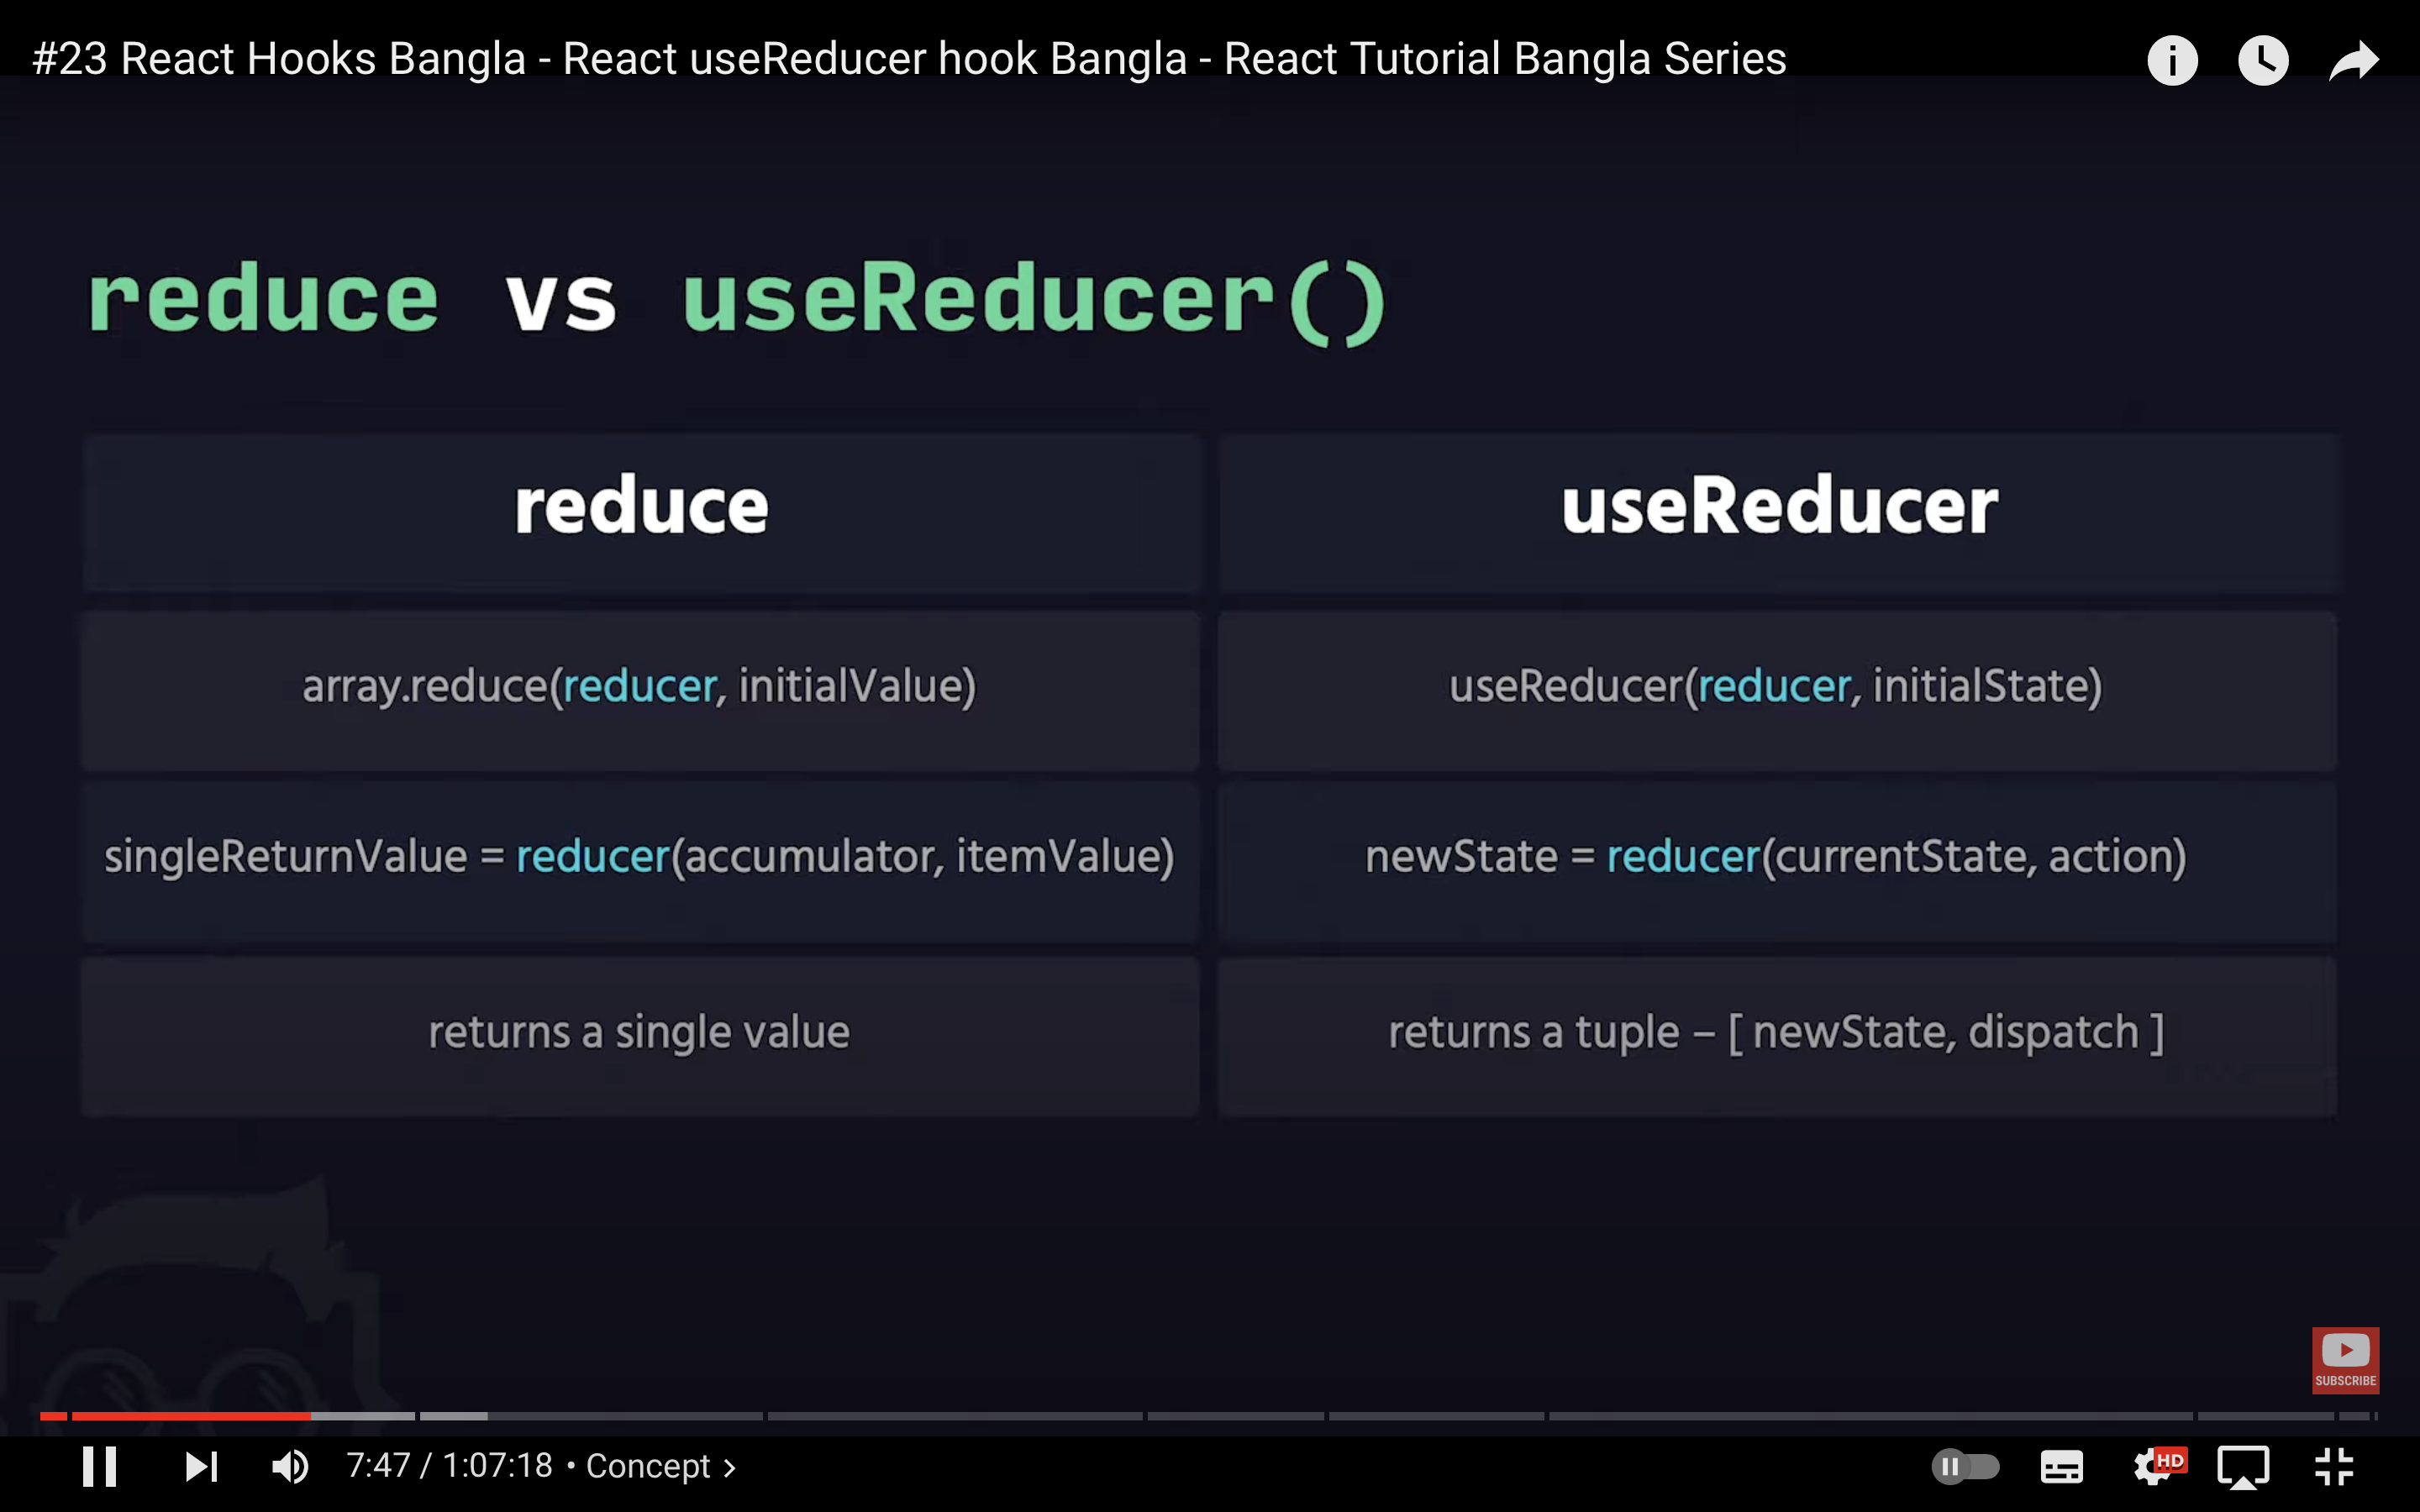 #23 React Hooks Bangla - React useReducer hook Bangla - React Tutorial Bangla Series
reduce vs useReducer()
reduce
useReducer
array.reduce(reducer, initialValue)
useReducer(reducer, initialState)
singleReturnValue = reducer(accumulator, itemValue)
newState = reducer(currentState, action)
returns a single value
returns a tuple – [ newState, dispatch ]
SUBSCRIBE
7:47 / 1:07:18 • Concept >
HD